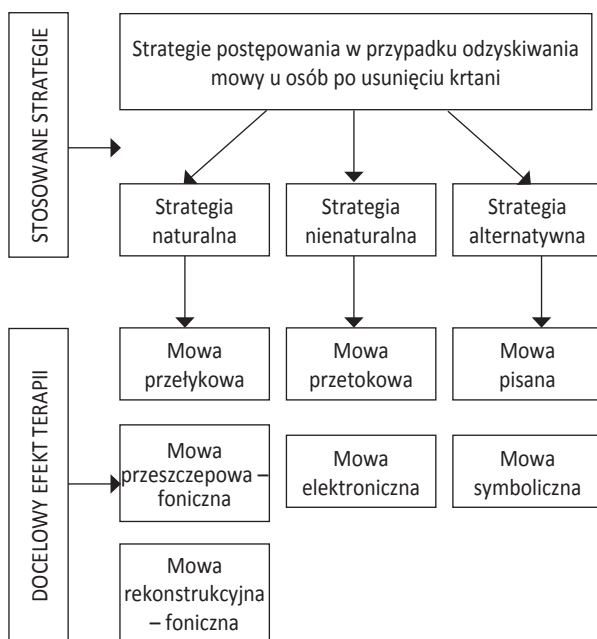 STOSOWANE STRATEGIE
Strategie postępowania w przypadku odzyskiwania
mowy u osób po usunięciu krtani
Strategia
naturalna
Strategia
nienaturalna
Strategia
alternatywna
DOCELOWY EFEKT TERAPII
Mowa
przełykowa
Mowa
przetokowa
Mowa
pisana
Mowa
przeszczepowa –
foniczna
Mowa
elektroniczna
Mowa
symboliczna
Mowa
rekonstrukcyjna
– foniczna